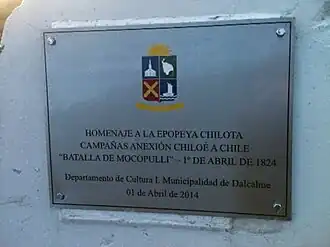 HOMENAJE A LA EPOPEYA CHILOTA
CAMPAÑAS ANEXIÓN CHILOÉ A CHILE
"BATALLA DE MOCOPULLI" – 1º DE ABRIL DE 1824
Departamento de Cultura I. Municipalidad de Dalcahue
01 de Abril de 2014